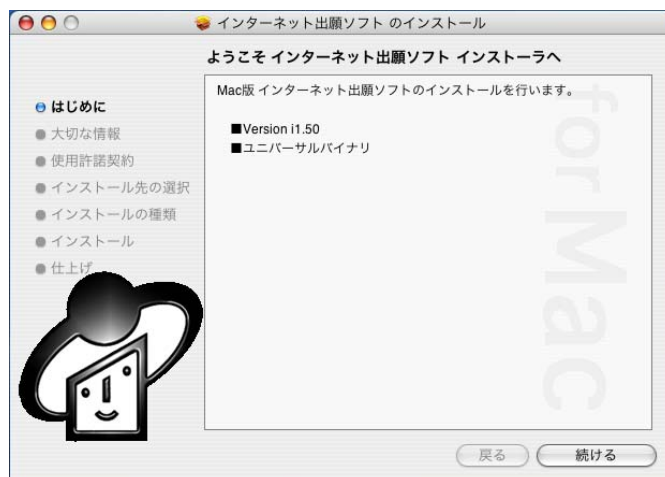 インターネット出願ソフト のインストール
ようこそ インターネット出願ソフト インストーラへ
はじめに
大切な情報
使用許諾契約
インストール先の選択
インストールの種類
インストール
仕上げ
Mac版 インターネット出願ソフトのインストールを行います。
■Version i1.50
■ユニバーサルバイナリ
for Mac
戻る
続ける